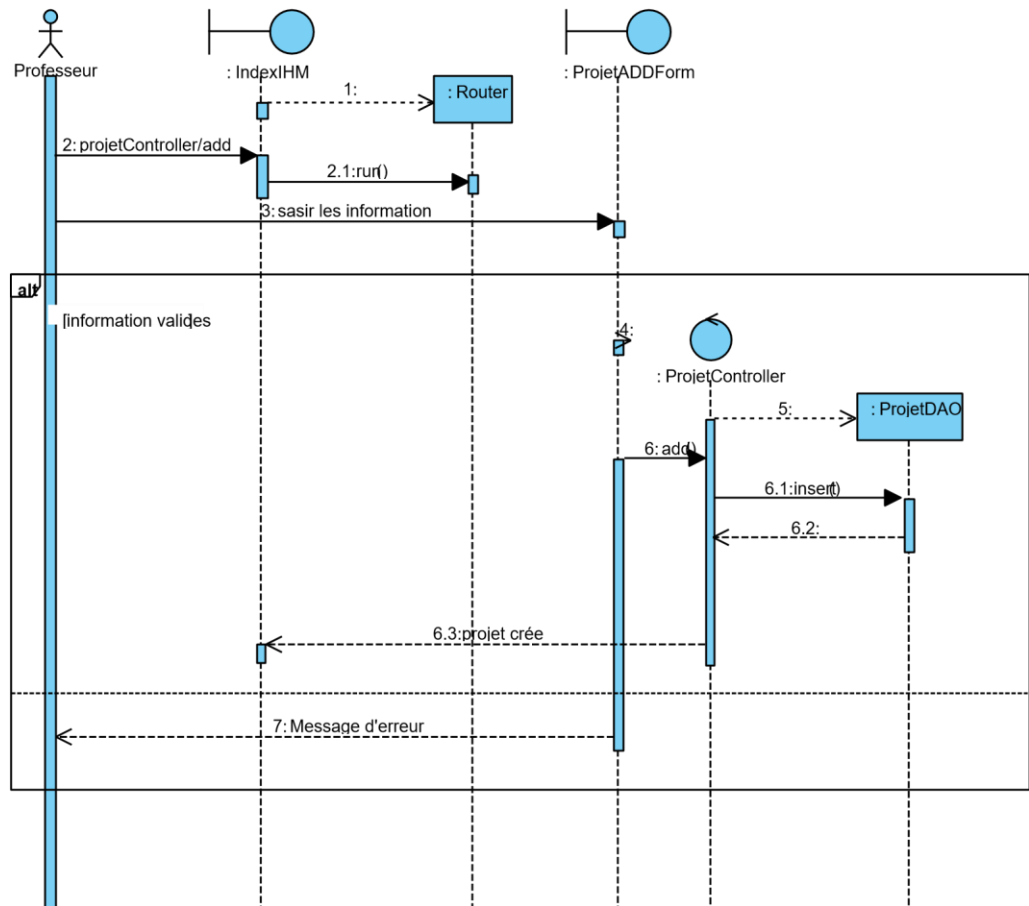 Professeur
: IndexIHM
: ProjetADDForm
1:
: Router
2: projetController/add
2.1:run()
3: sasir les information
alt
[information valides]
4:
: ProjetController
5:
: ProjetDAO
6: add()
6.1:insert()
6.2:
6.3:projet crée
7: Message d'erreur